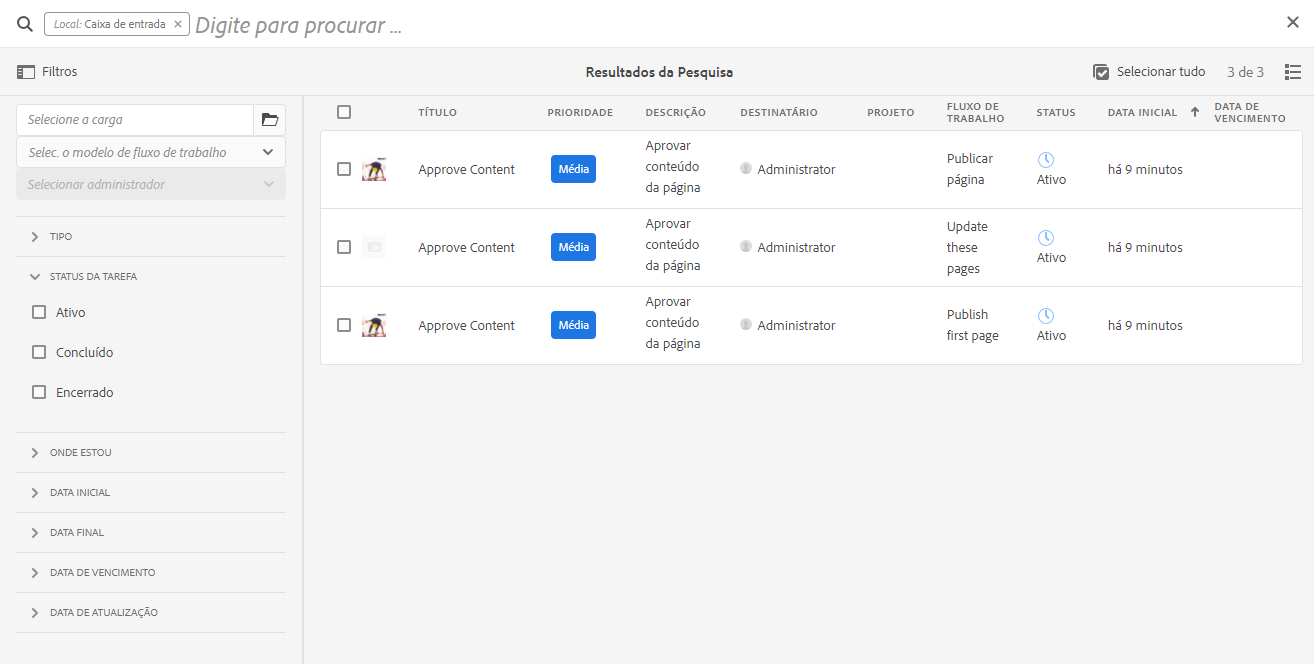 Local: Caixa de entrada
Digite para procurar ...
Filtros
Resultados da Pesquisa
Selecionar tudo
3 de 3
Selecione a carga
Selec. o modelo de fluxo de trabalho
Selecionar administrador
TIPO
STATUS DA TAREFA
Ativo
Concluído
Encerrado
ONDE ESTOU
DATA INICIAL
DATA FINAL
DATA DE VENCIMENTO
DATA DE ATUALIZAÇÃO
TÍTULO
PRIORIDADE
DESCRIÇÃO
DESTINATÁRIO
PROJETO
FLUXO DE
TRABALHO
STATUS
DATA INICIAL
DATA DE
VENCIMENTO
Approve Content
Média
Aprovar
conteúdo
da página
Administrator
Publicar
página
Ativo
há 9 minutos
Approve Content
Média
Aprovar
conteúdo
da página
Administrator
Update
these
pages
Ativo
há 9 minutos
Approve Content
Média
Aprovar
conteúdo
da página
Administrator
Publish
first page
Ativo
há 9 minutos